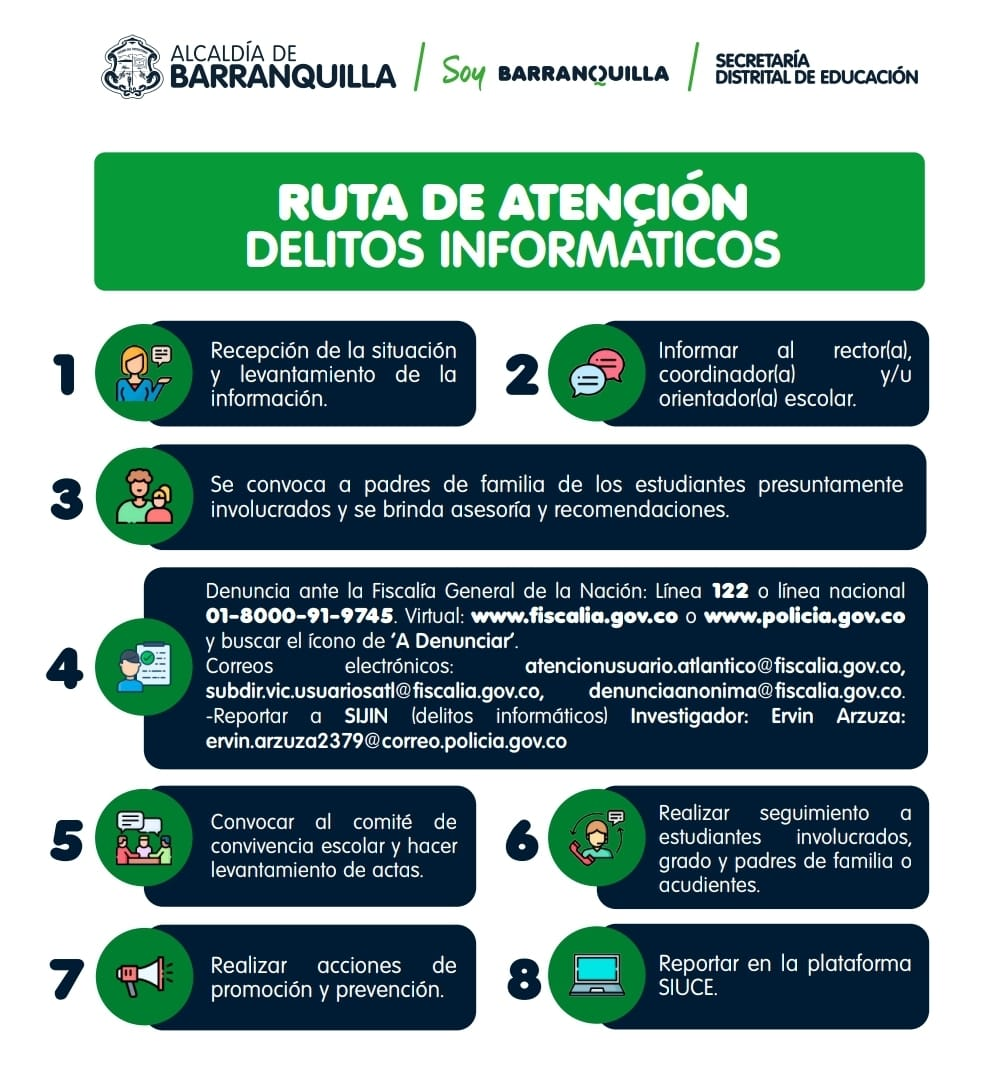 ALCALDÍA DE
BARRANQUILLA
Soy BARRANQUILLA
SECRETARÍA
DISTRITAL DE EDUCACIÓN
RUTA DE ATENCIÓN
DELITOS INFORMÁTICOS
1
Recepción de la situación
y levantamiento de la
información.
2
Informar al rector(a),
coordinador(a) y/u
orientador(a) escolar.
3
Se convoca a padres de familia de los estudiantes presuntamente
involucrados y se brinda asesoría y recomendaciones.
4
Denuncia ante la Fiscalía General de la Nación: Línea 122 o línea nacional
01-8000-91-9745. Virtual: www.fiscalia.gov.co o www.policia.gov.co
y buscar el ícono de ‘A Denunciar’.
Correos electrónicos: atencionusuario.atlantico@fiscalia.gov.co,
subdir.vic.usuariosatl@fiscalia.gov.co, denunciaanonima@fiscalia.gov.co.
-Reportar a SIJIN (delitos informáticos) Investigador: Ervin Arzuza:
ervin.arzuza2379@correo.policia.gov.co
5
Convocar al comité de
convivencia escolar y hacer
levantamiento de actas.
6
Realizar seguimiento a
estudiantes involucrados,
grado y padres de familia o
acudientes.
7
Realizar acciones de
promoción y prevención.
8
Reportar en la plataforma
SIUCE.